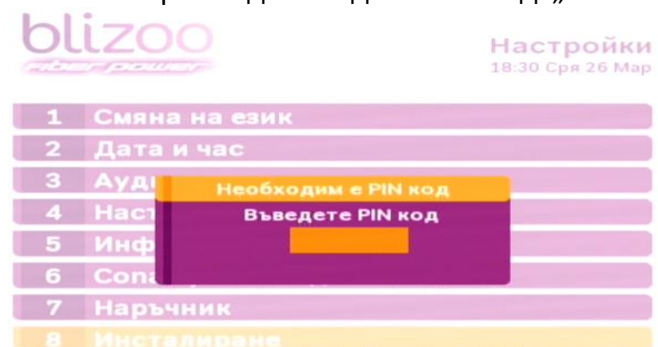 blizoo
fiber power
Настройки
18:30 Сря 26 Мар
1 Смяна на език
2 Дата и час
3 Ауди
Необходим е PIN код
4 Наст
Въведете PIN код
5 Инф
6
7 Наръчник
8 Инсталиране